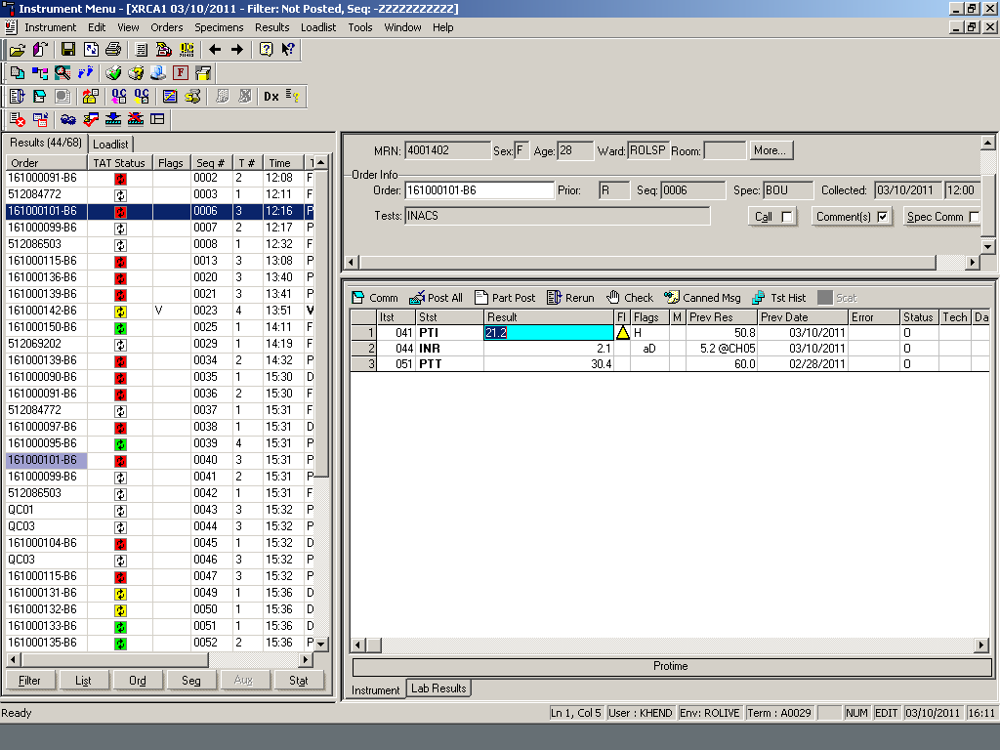 Instrument Menu - [XRCA1 03/10/2011 - Filter: Not Posted, Seq: -ZZZZZZZZZZZ]
Instrument Edit View Orders Specimens Results Loadlist Tools Window Help
QC QC Dx
F
Results (44/68) Loadlist
Order TAT Status Flags Seq # T # Time T
161000091-B6 0002 2 12:08 F
512084772 0003 1 12:11 F
161000101-B6 0006 3 12:16 P
161000099-B6 0007 2 12:17 P
512086503 0008 1 12:32 F
161000115-B6 0013 3 13:08 P
161000136-B6 0020 3 13:40 P
161000139-B6 0021 3 13:41 P
161000142-B6 V 0023 4 13:51 V
161000150-B6 0025 1 14:11 F
512069202 0029 1 14:19 F
161000139-B6 0034 2 14:32 P
161000090-B6 0035 1 15:30 D
161000091-B6 0036 2 15:30 F
512084772 0037 1 15:31 F
161000097-B6 0038 1 15:31 D
161000095-B6 0039 4 15:31 P
161000101-B6 0040 3 15:31 P
161000099-B6 0041 2 15:31 P
512086503 0042 1 15:31 F
QC01 0043 3 15:32 P
QC03 0044 3 15:32 P
161000104-B6 0045 1 15:32 D
QC03 0046 3 15:32 P
161000115-B6 0047 3 15:32 P
161000131-B6 0049 1 15:36 D
161000132-B6 0050 1 15:36 D
161000133-B6 0051 1 15:36 D
161000135-B6 0052 2 15:36 P
Filter List Ord Seg Aux Stat
MRN: 4001402 Sex: F Age: 28 Ward: ROLSP Room: More...
Order Info
Order: 161000101-B6 Prior: R Seq: 0006 Spec: BOU Collected: 03/10/2011 12:00
Tests: INACS Call Comment(s) Spec Comm
Comm Post All Part Post Rerun Check Canned Msg Tst Hist Scat
Itst Stst Result Fl Flags M Prev Res Prev Date Error Status Tech Da
1 041 PTI 21.2 H 50.8 03/10/2011 O
2 044 INR 2.1 aD 5.2 @CH05 03/10/2011 O
3 051 PTT 30.4 60.0 02/28/2011 O
Protime
Instrument Lab Results
Ready Ln 1, Col 5 User : KHEND Env: ROLIVE Term : A0029 NUM EDIT 03/10/2011 16:11